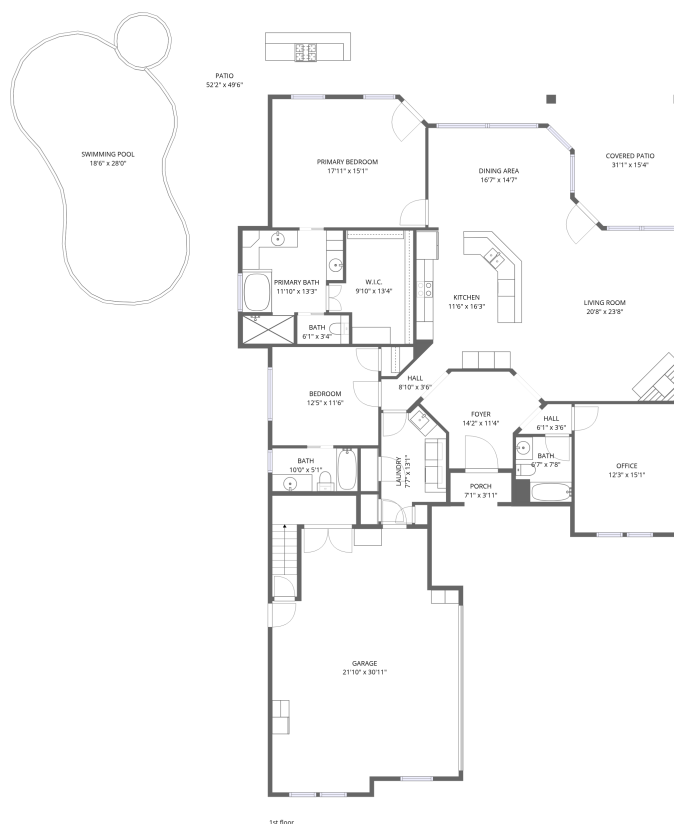 PATIO
52'2" x 49'6"
SWIMMING POOL
18'6" x 28'0"
PRIMARY BEDROOM
17'11" x 15'1"
DINING AREA
16'7" x 14'7"
COVERED PATIO
31'1" x 15'4"
PRIMARY BATH
11'10" x 13'3"
W.I.C.
9'10" x 13'4"
KITCHEN
11'6" x 16'3"
LIVING ROOM
20'8" x 23'8"
BATH
6'1" x 3'4"
HALL
8'10" x 3'6"
BEDROOM
12'5" x 11'6"
FOYER
14'2" x 11'4"
HALL
6'1" x 3'6"
BATH
6'7" x 7'8"
OFFICE
12'3" x 15'1"
BATH
10'0" x 5'1"
LAUNDRY
7'7" x 13'1"
PORCH
7'1" x 3'11"
GARAGE
21'10" x 30'11"
1st floor